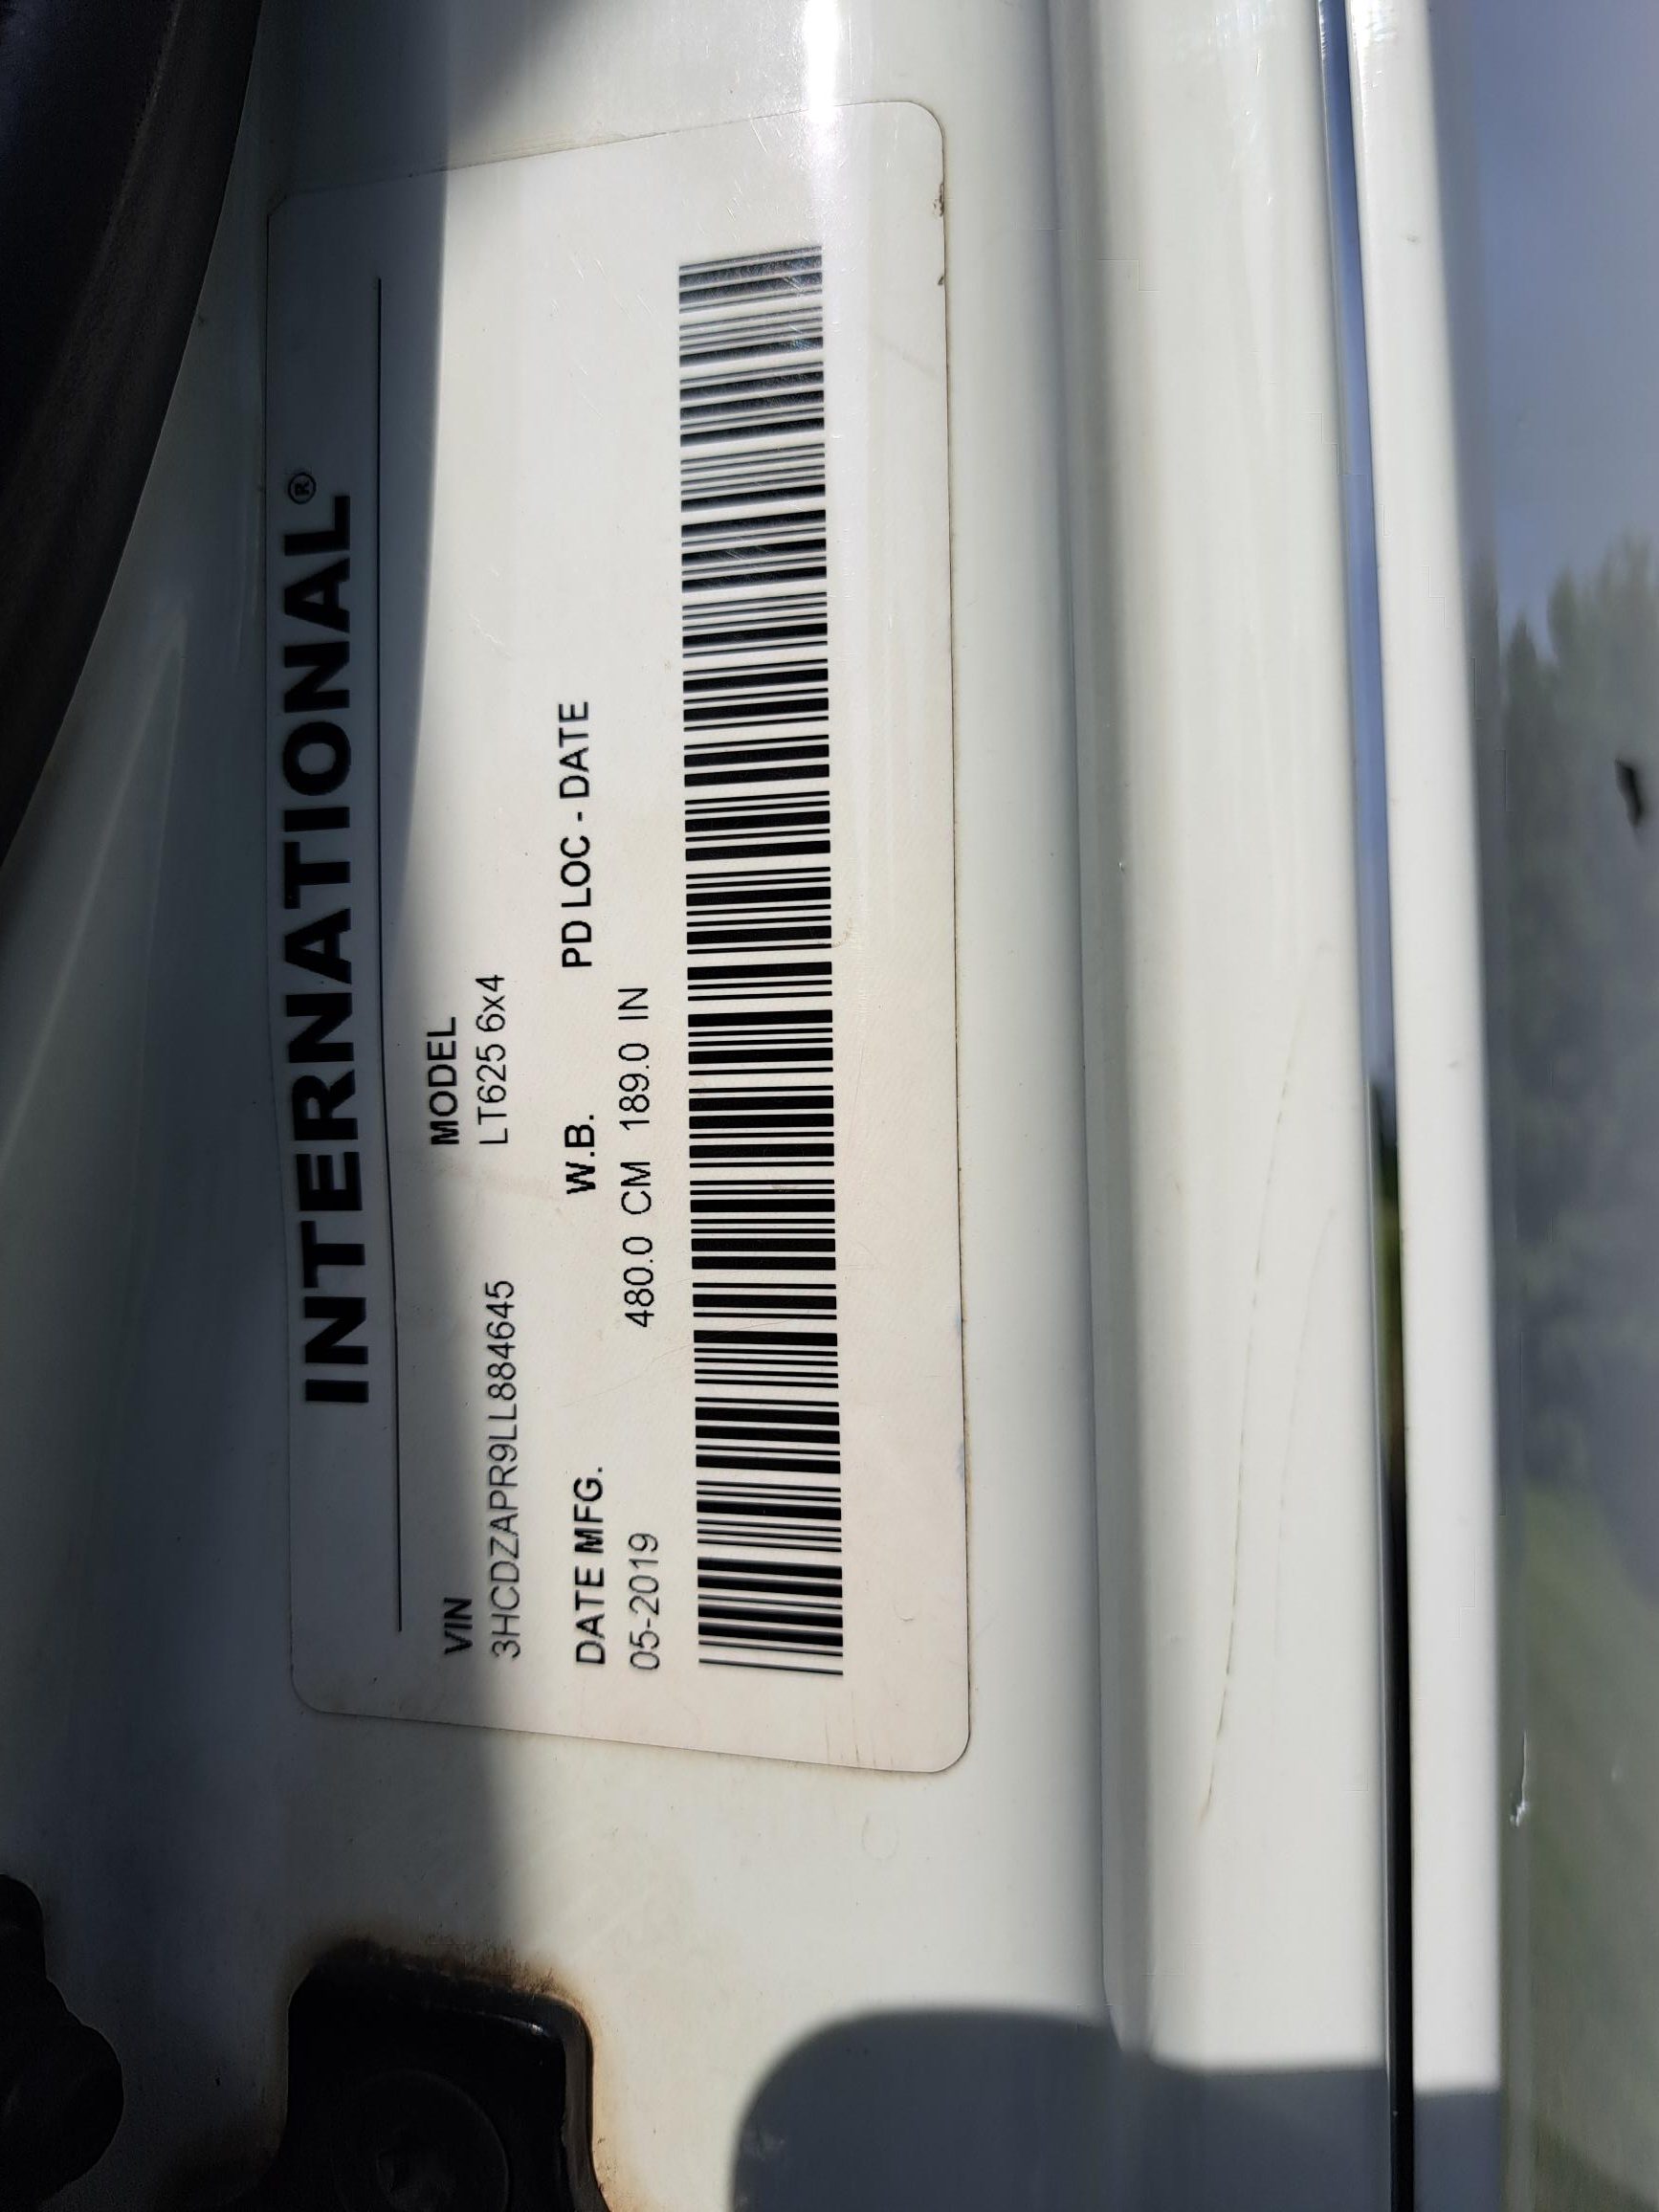 INTERNATIONAL®
VIN MODEL
3HCDZAPR9LL884645 LT625 6x4
DATE MFG. W.B. PD LOC - DATE
05-2019 480.0 CM 189.0 IN